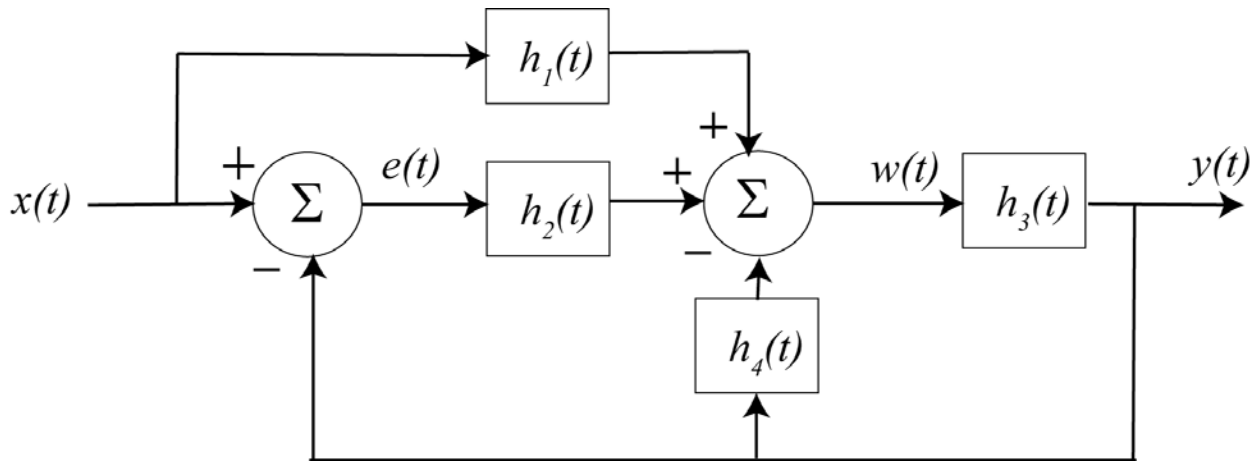 h₁(t)
+
+
e(t)
+
w(t)
y(t)
x(t)
Σ
h₂(t)
Σ
h₃(t)
−
−
h₄(t)